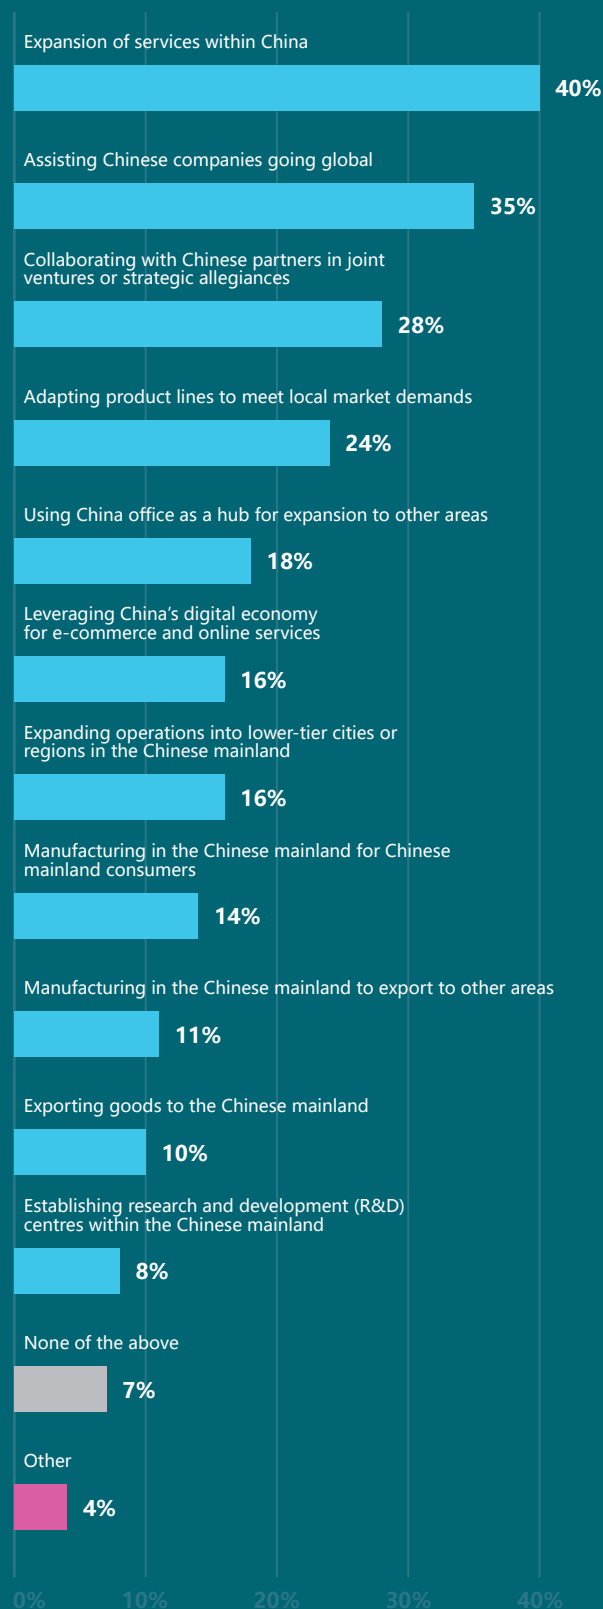 Expansion of services within China
40%
Assisting Chinese companies going global
35%
Collaborating with Chinese partners in joint
ventures or strategic allegiances
28%
Adapting product lines to meet local market demands
24%
Using China office as a hub for expansion to other areas
18%
Leveraging China’s digital economy
for e-commerce and online services
16%
Expanding operations into lower-tier cities or
regions in the Chinese mainland
16%
Manufacturing in the Chinese mainland for Chinese
mainland consumers
14%
Manufacturing in the Chinese mainland to export to other areas
11%
Exporting goods to the Chinese mainland
10%
Establishing research and development (R&D)
centres within the Chinese mainland
8%
None of the above
7%
Other
4%
0% 10% 20% 30% 40%